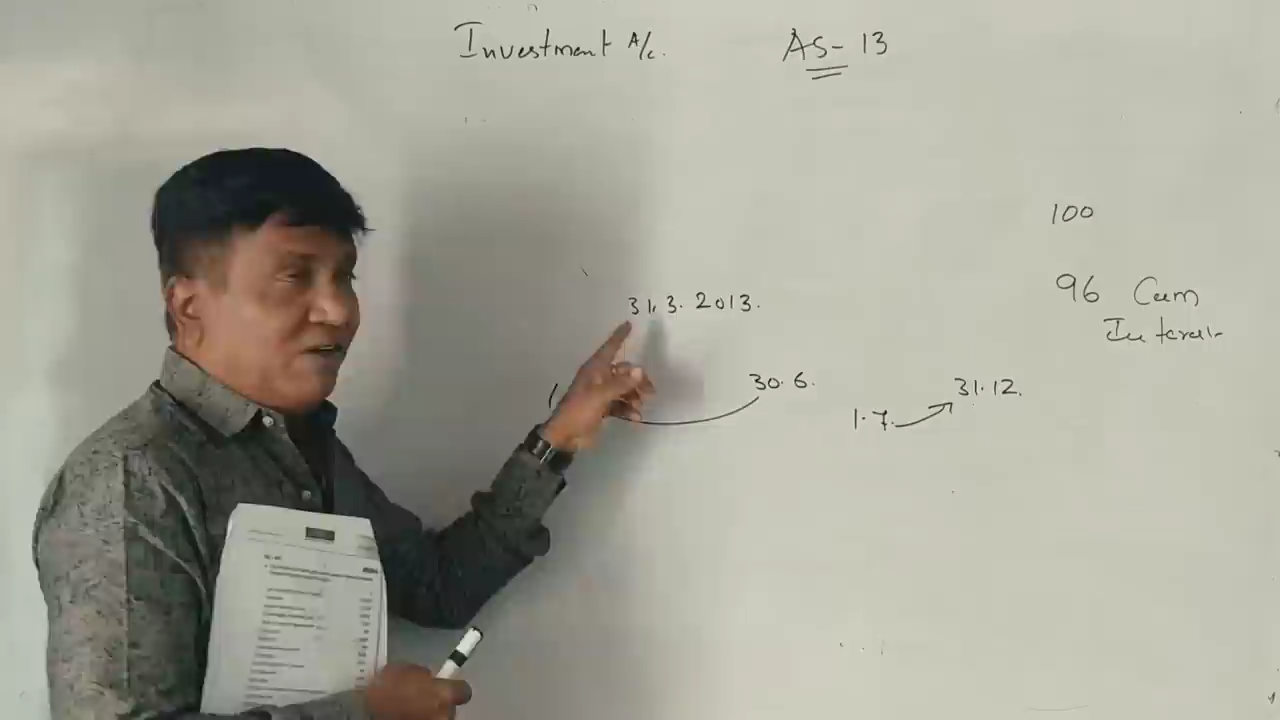 Investment A/c. AS- 13
100
31.3.2013.
96 Cum
Interest
30.6.
31.12.
1.7.